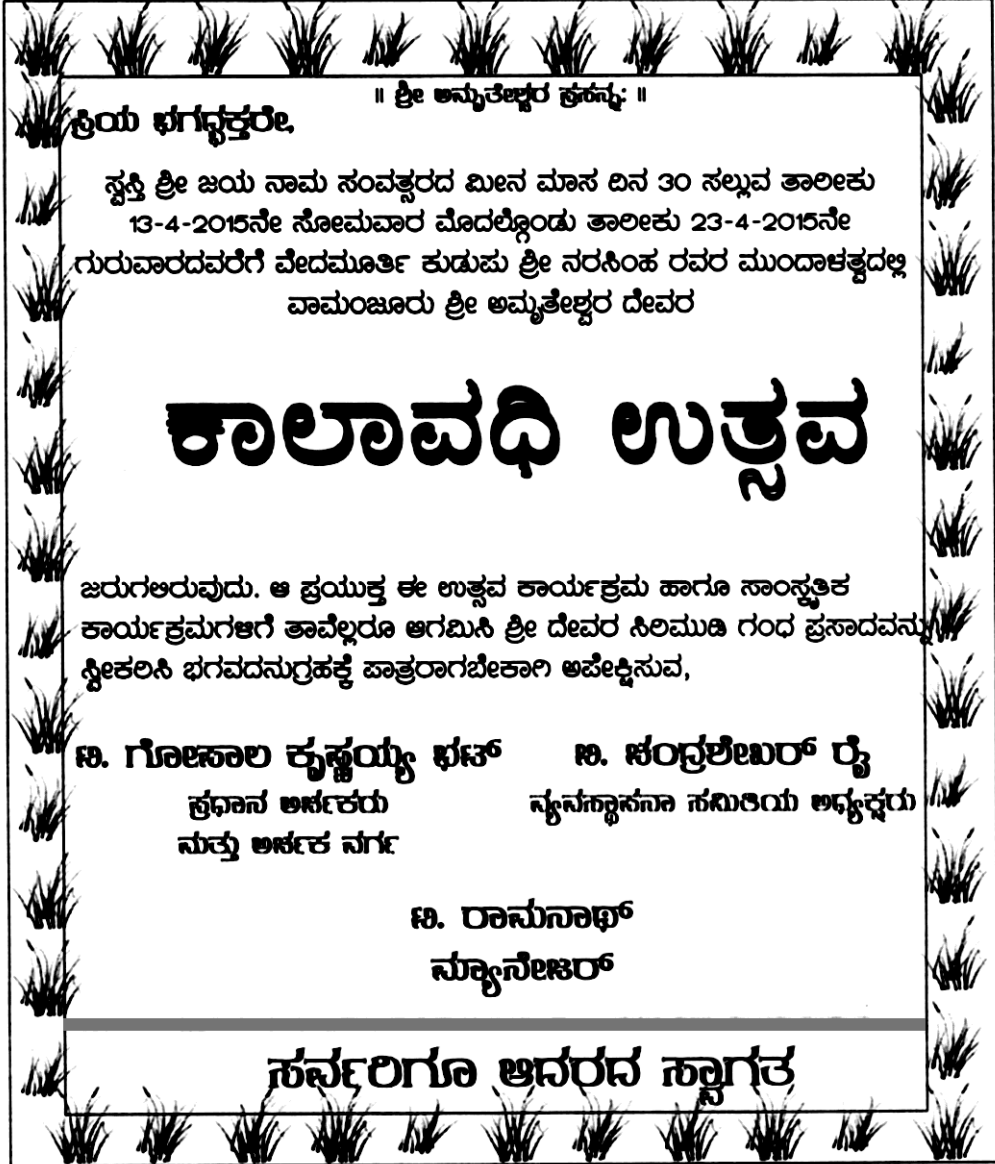 ॥ ಶ್ರೀ ಅಮೃತೇಶ್ವರ ಪ್ರಸನ್ನ: ॥
ಪ್ರಿಯ ಭಗದ್ಭಕ್ತರೇ,
ಸ್ವಸ್ತಿ ಶ್ರೀ ಜಯ ನಾಮ ಸಂವತ್ಸರದ ಮೀನ ಮಾಸ ದಿನ ೩೦ ಸಲ್ಲುವ ತಾರೀಕು
13-4-2015ನೇ ಸೋಮವಾರ ಮೊದಲ್ಗೊಂಡು ತಾರೀಕು 23-4-2015ನೇ
ಗುರುವಾರದವರೆಗೆ ವೇದಮೂರ್ತಿ ಕುಡುಪು ಶ್ರೀ ನರಸಿಂಹ ರವರ ಮುಂದಾಳತ್ವದಲ್ಲಿ
ವಾಮಂಜೂರು ಶ್ರೀ ಅಮೃತೇಶ್ವರ ದೇವರ
ಕಾಲಾವಧಿ ಉತ್ಸವ
ಜರುಗಲಿರುವುದು. ಆ ಪ್ರಯುಕ್ತ ಈ ಉತ್ಸವ ಕಾರ್ಯಕ್ರಮ ಹಾಗೂ ಸಾಂಸ್ಕೃತಿಕ
ಕಾರ್ಯಕ್ರಮಗಳಿಗೆ ತಾವೆಲ್ಲರೂ ಆಗಮಿಸಿ ಶ್ರೀ ದೇವರ ಸಿರಿಮುಡಿ ಗಂಧ ಪ್ರಸಾದವನ್ನು
ಸ್ವೀಕರಿಸಿ ಭಗವದನುಗ್ರಹಕ್ಕೆ ಪಾತ್ರರಾಗಬೇಕಾಗಿ ಅಪೇಕ್ಷಿಸುವ,
ಟಿ. ಗೋಪಾಲ ಕೃಷ್ಣಯ್ಯ ಭಟ್ ಬಿ. ಚಂದ್ರಶೇಖರ್ ರೈ
ಪ್ರಧಾನ ಅರ್ಚಕರು ವ್ಯವಸ್ಥಾಪನಾ ಸಮಿತಿಯ ಅಧ್ಯಕ್ಷರು
ಮತ್ತು ಅರ್ಚಕ ವರ್ಗ
ಟಿ. ರಾಮನಾಥ್
ಮ್ಯಾನೇಜರ್
ಸರ್ವರಿಗೂ ಆದರದ ಸ್ವಾಗತ